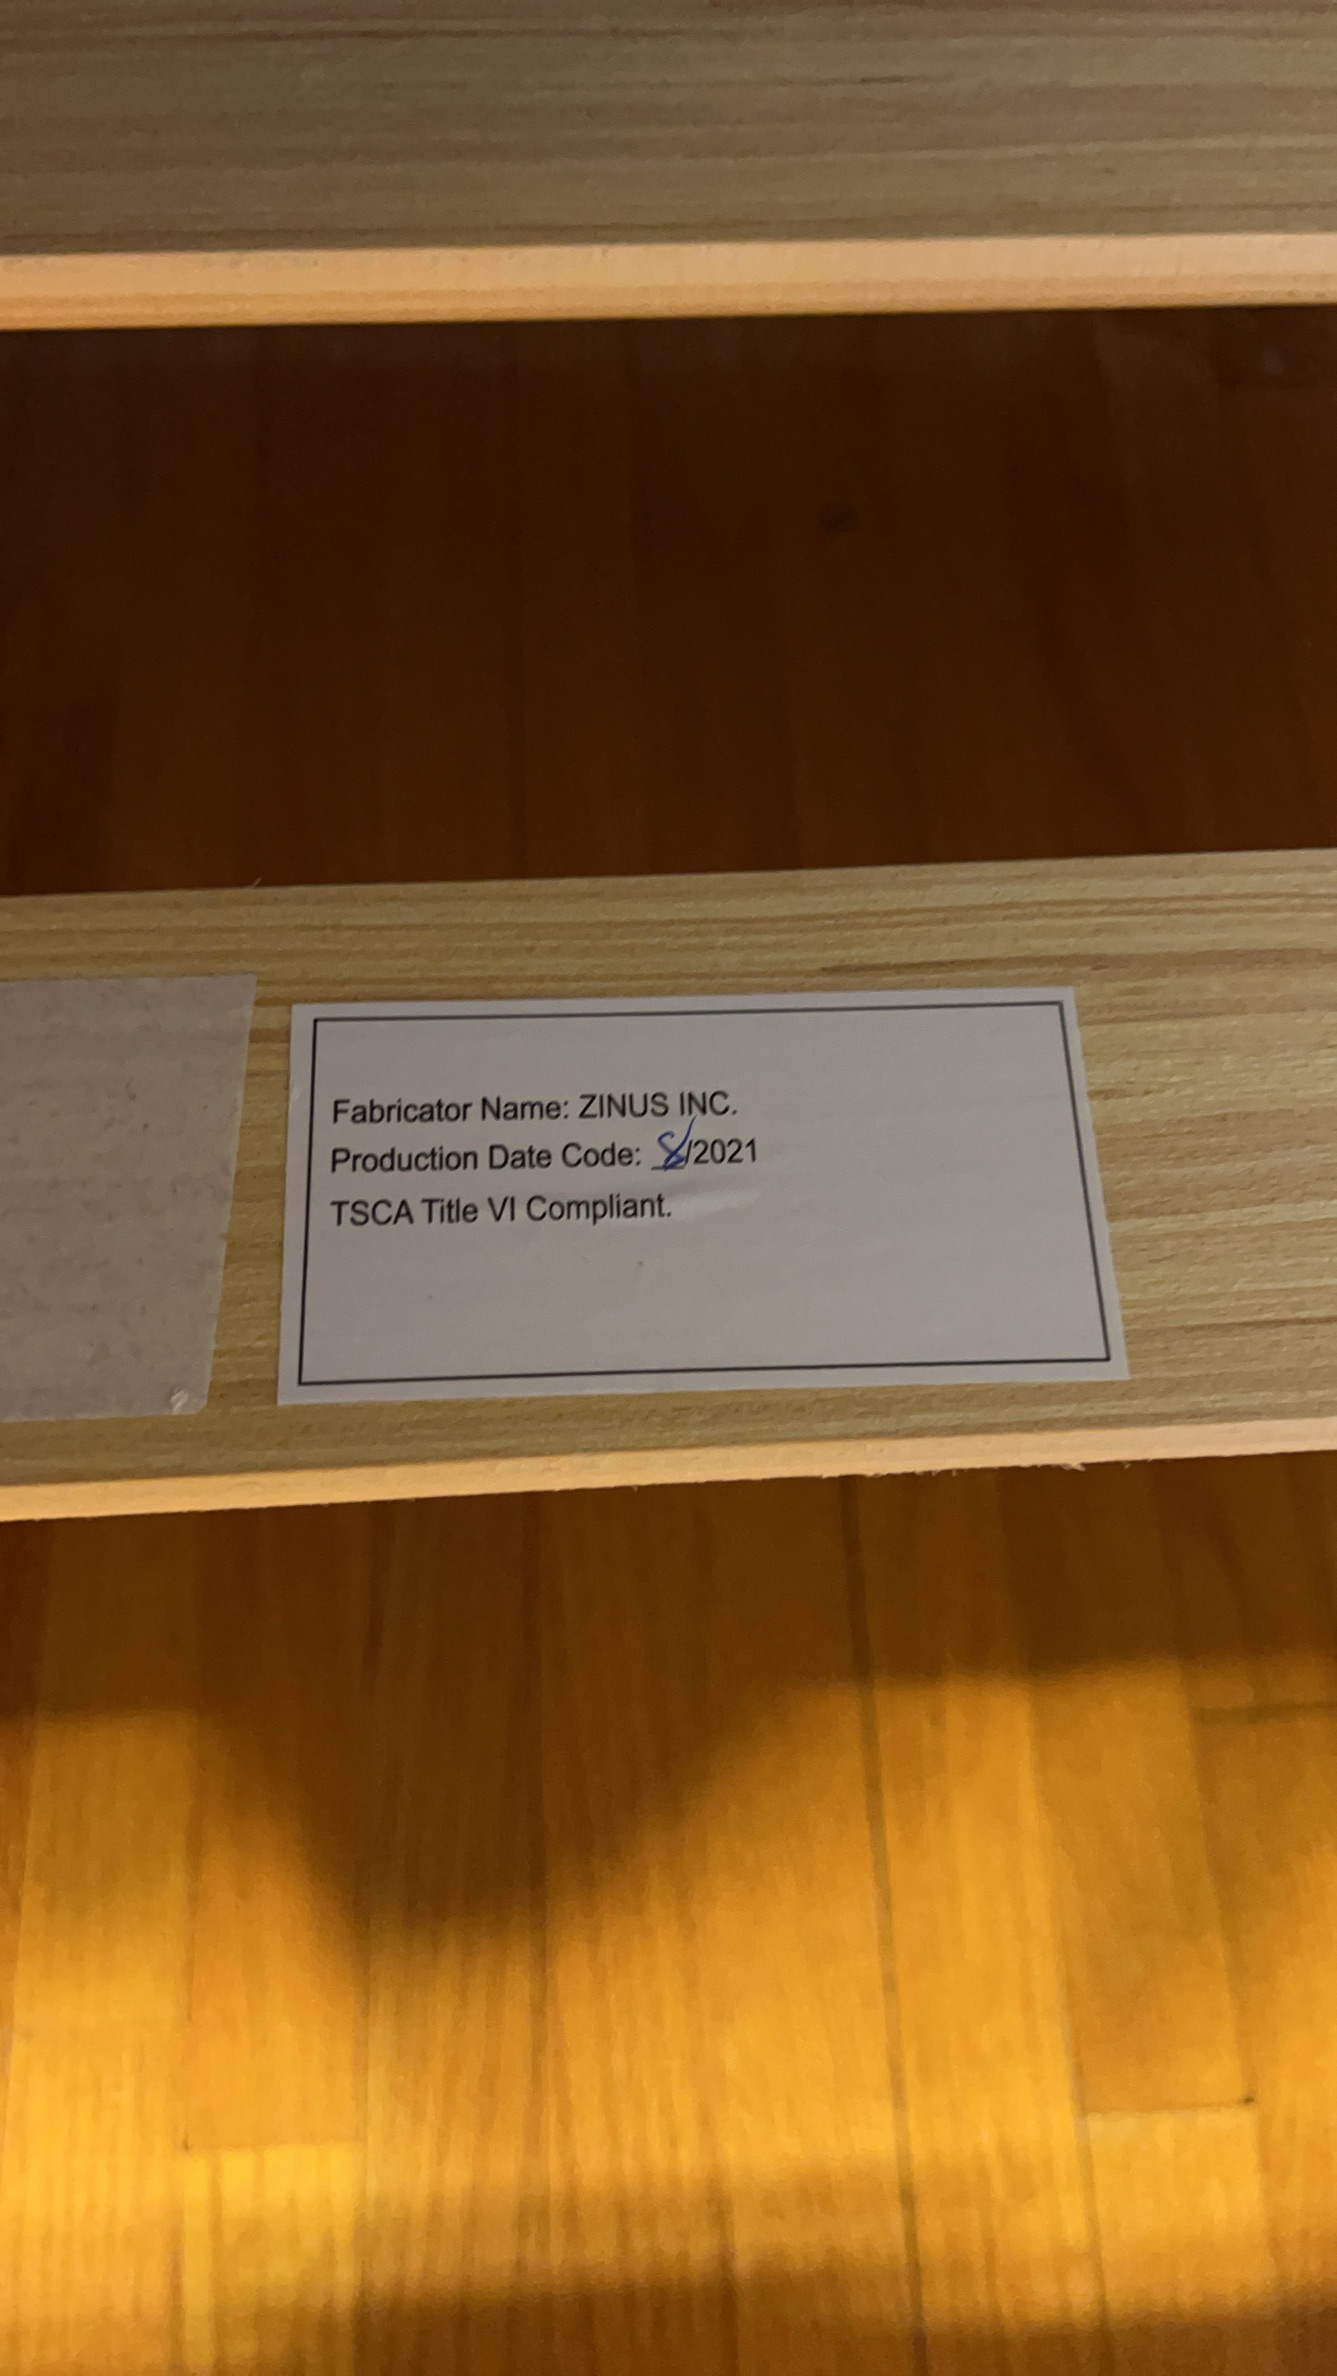 Fabricator Name: ZINUS INC.
Production Date Code: 8/2021
TSCA Title VI Compliant.